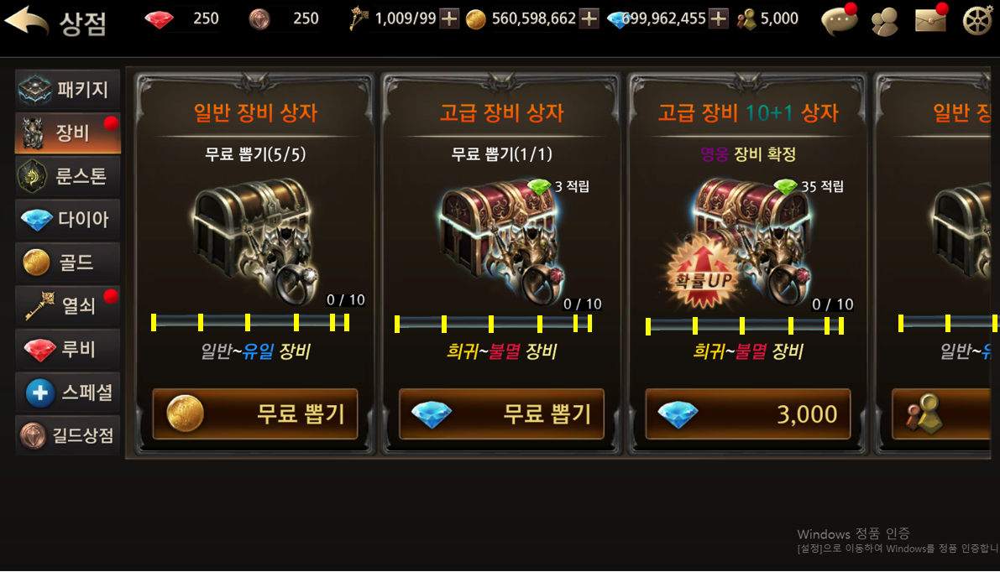 상점
250
250
1,009/99
560,598,662
699,962,455
5,000
패키지
장비
룬스톤
다이아
골드
열쇠
루비
스페셜
길드상점
일반 장비 상자
무료 뽑기(5/5)
0 / 10
일반~유일 장비
무료 뽑기
고급 장비 상자
무료 뽑기(1/1)
3 적립
0 / 10
희귀~불멸 장비
무료 뽑기
고급 장비 10+1 상자
영웅 장비 확정
35 적립
확률UP
0 / 10
희귀~불멸 장비
3,000
일반
일반~
Windows 정품 인증
[설정]으로 이동하여 Windows를 정품 인증합니